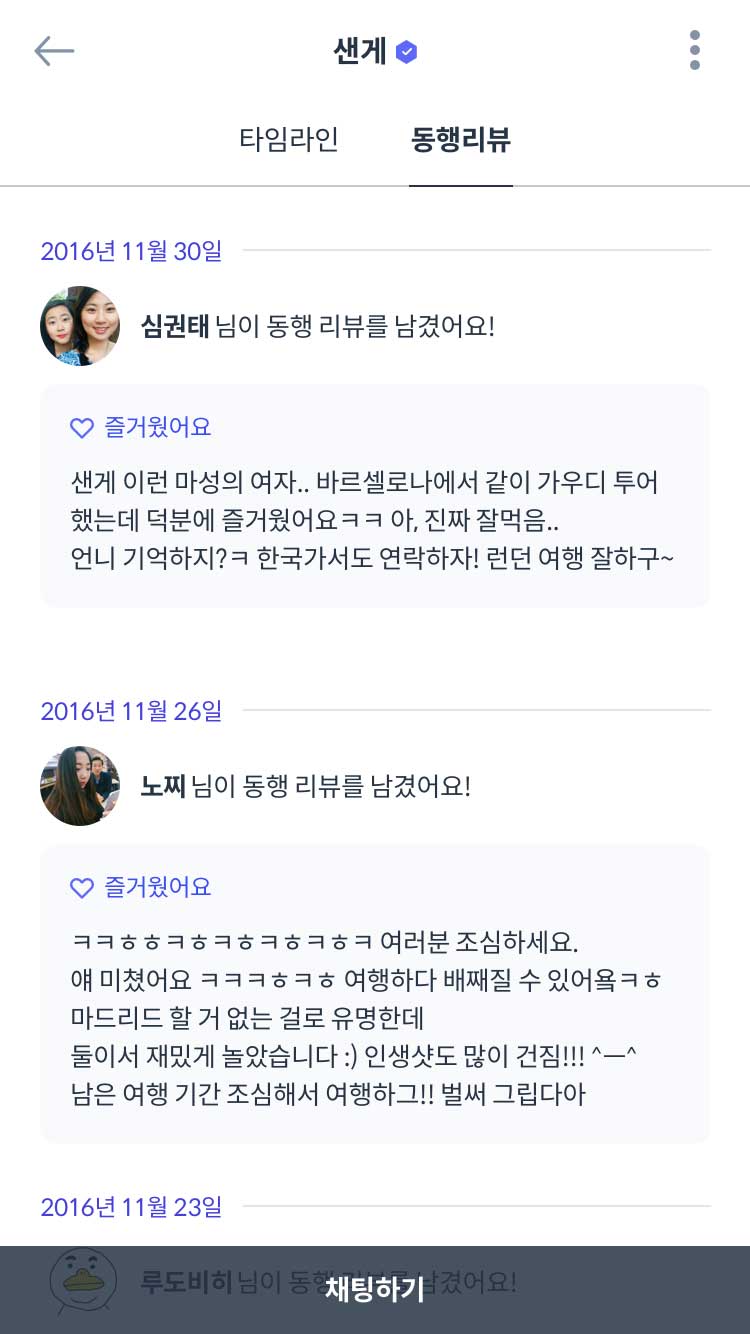 샌게
타임라인 동행리뷰
2016년 11월 30일
심권태 님이 동행 리뷰를 남겼어요!
즐거웠어요
샌게 이런 마성의 여자.. 바르셀로나에서 같이 가우디 투어
했는데 덕분에 즐거웠어요ㅋㅋ 아, 진짜 잘먹음..
언니 기억하지?ㅋ 한국가서도 연락하자! 런던 여행 잘하구~
2016년 11월 26일
노찌 님이 동행 리뷰를 남겼어요!
즐거웠어요
ㅋㅋㅎㅎㅋㅎㅋㅎㅋㅎㅋㅎㅋ 여러분 조심하세요.
얘 미쳤어요 ㅋㅋㅋㅎㅋㅎ 여행하다 배째질 수 있어욬ㅋㅎ
마드리드 할 거 없는 걸로 유명한데
둘이서 재밌게 놀았습니다 :) 인생샷도 많이 건짐!!! ^ㅡ^
남은 여행 기간 조심해서 여행하그!! 벌써 그립다아
2016년 11월 23일
루도비히 님이 동행 리뷰를 남겼어요!
채팅하기